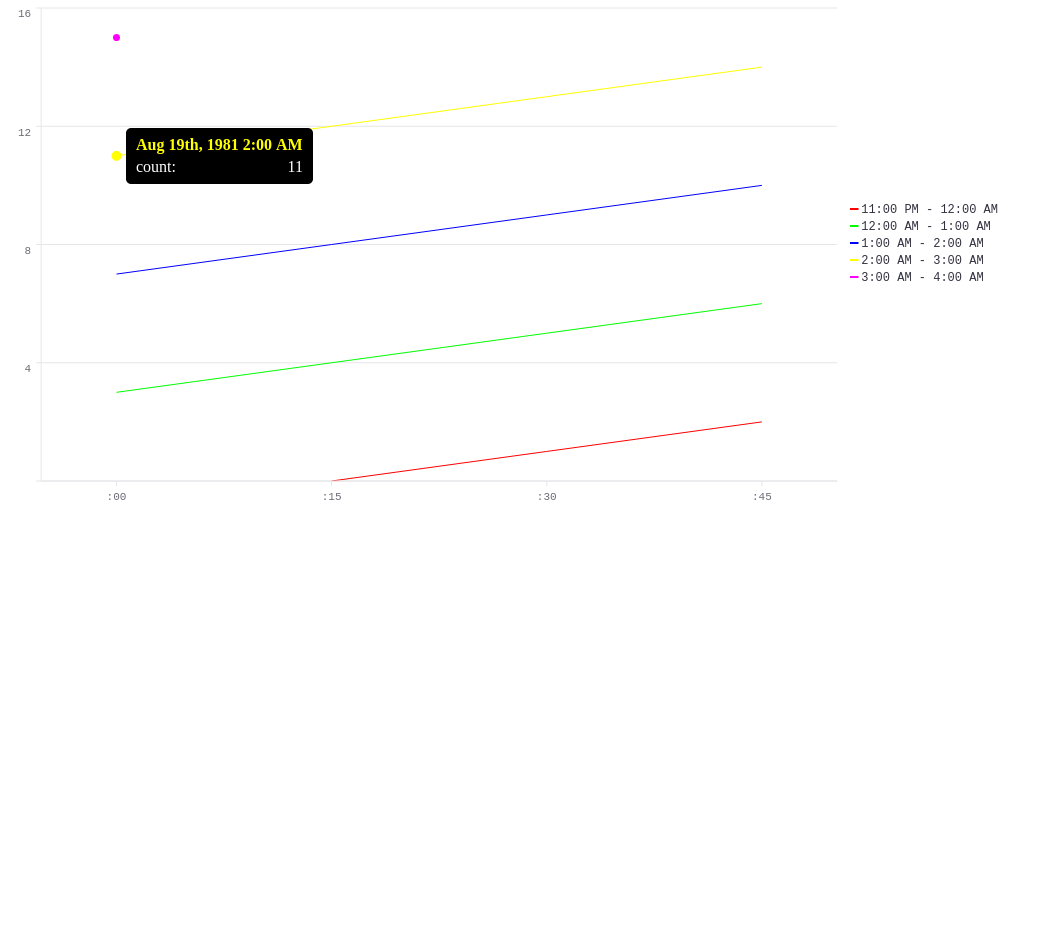 16
12
8
4
Aug 19th, 1981 2:00 AM
count: 11
:00 :15 :30 :45
11:00 PM - 12:00 AM
12:00 AM - 1:00 AM
1:00 AM - 2:00 AM
2:00 AM - 3:00 AM
3:00 AM - 4:00 AM